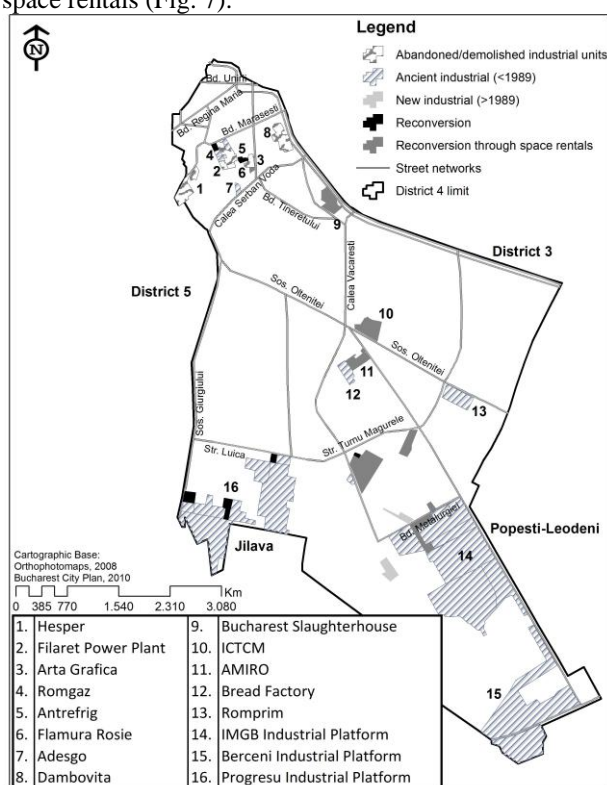 space rentals (Fig. 7).
N
Legend
Abandoned/demolished industrial units
Ancient industrial (<1989)
New industrial (>1989)
Reconversion
Reconversion through space rentals
Street networks
District 4 limit
Bd. Unirii
Bd. Regina Maria
Bd. Marasesti
8
4
5
2
6
3
1
7
Calea Serban Voda
Bd. Tineretului
9
Calea Vacaresti
District 3
District 5
Sos. Oltenitei
10
Sos. Oltenitei
11
12
13
Sos. Giurgiului
Str. Turnu Magurele
Str. Luica
16
Bd. Metalurgiei
Popesti-Leodeni
14
Jilava
15
Cartographic Base:
Orthophotomaps, 2008
Bucharest City Plan, 2010
Km
0 385 770 1.540 2.310 3.080
1. Hesper
2. Filaret Power Plant
3. Arta Grafica
4. Romgaz
5. Antrefrig
6. Flamura Rosie
7. Adesgo
8. Dambovita
9. Bucharest Slaughterhouse
10. ICTCM
11. AMIRO
12. Bread Factory
13. Romprim
14. IMGB Industrial Platform
15. Berceni Industrial Platform
16. Progresu Industrial Platform